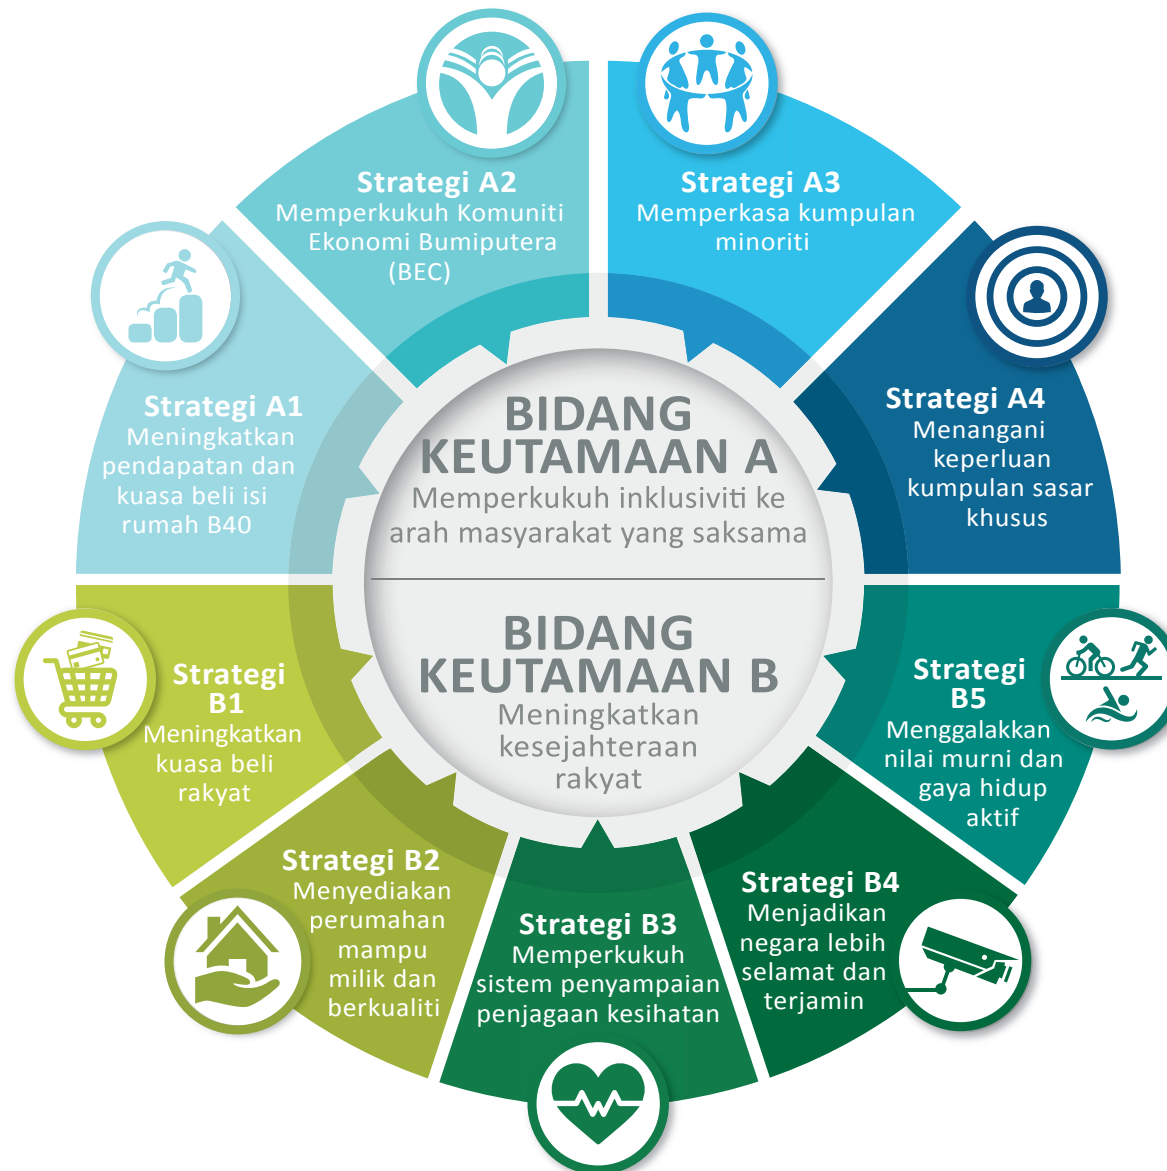 Strategi A2
Memperkukuh Komuniti
Ekonomi Bumiputera
(BEC)
Strategi A3
Memperkasa kumpulan
minoriti
Strategi A1
Meningkatkan
pendapatan dan
kuasa beli isi
rumah B40
Strategi A4
Menangani
keperluan
kumpulan sasar
khusus
BIDANG
KEUTAMAAN A
Memperkukuh inklusiviti ke
arah masyarakat yang saksama
BIDANG
KEUTAMAAN B
Meningkatkan
kesejahteraan
rakyat
Strategi
B1
Meningkatkan
kuasa beli
rakyat
Strategi B2
Menyediakan
perumahan
mampu
milik dan
berkualiti
Strategi B3
Memperkukuh
sistem penyampaian
penjagaan kesihatan
Strategi B4
Menjadikan
negara lebih
selamat dan
terjamin
Strategi
B5
Menggalakkan
nilai murni dan
gaya hidup
aktif